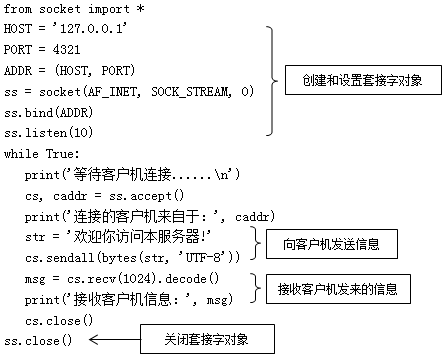 from socket import *
HOST = '127.0.0.1'
PORT = 4321
ADDR = (HOST, PORT)
ss = socket(AF_INET, SOCK_STREAM, 0)
ss.bind(ADDR)
ss.listen(10)
创建和设置套接字对象
while True:
print('等待客户机连接......\n')
cs, caddr = ss.accept()
print('连接的客户机来自于：', caddr)
str = '欢迎你访问本服务器!'
cs.sendall(bytes(str, 'UTF-8'))
向客户机发送信息
msg = cs.recv(1024).decode()
print('接收客户机信息：', msg)
接收客户机发来的信息
cs.close()
ss.close()
关闭套接字对象